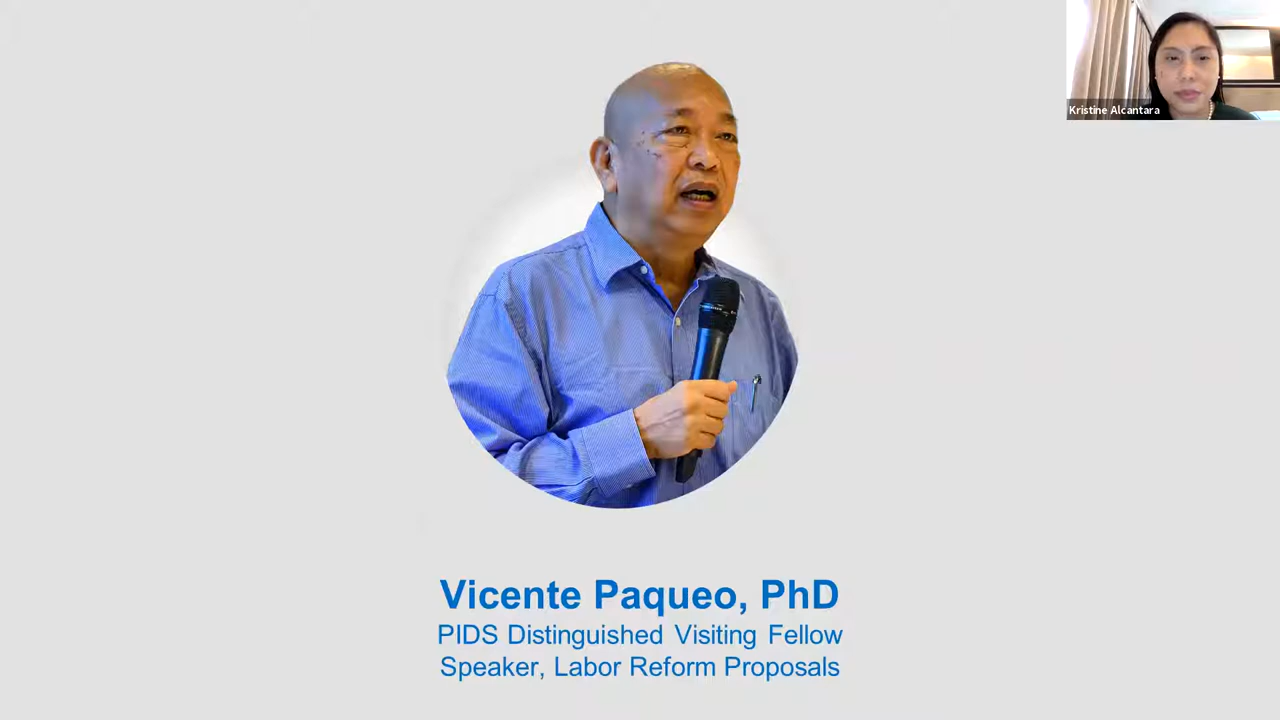 Kristine Alcantara
Vicente Paqueo, PhD
PIDS Distinguished Visiting Fellow
Speaker, Labor Reform Proposals